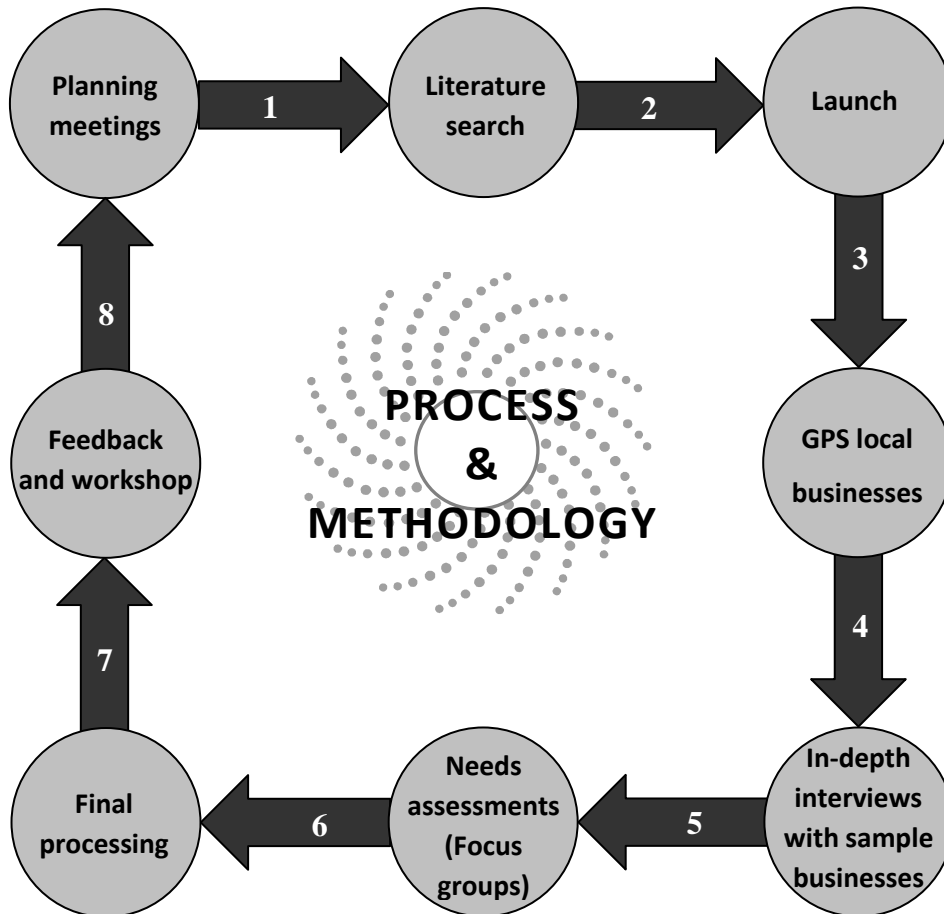 Planning
meetings
1
Literature
search
2
Launch
3
GPS local
businesses
4
In-depth
interviews
with sample
businesses
5
Needs
assessments
(Focus
groups)
6
Final
processing
7
Feedback
and workshop
8
PROCESS
&
METHODOLOGY